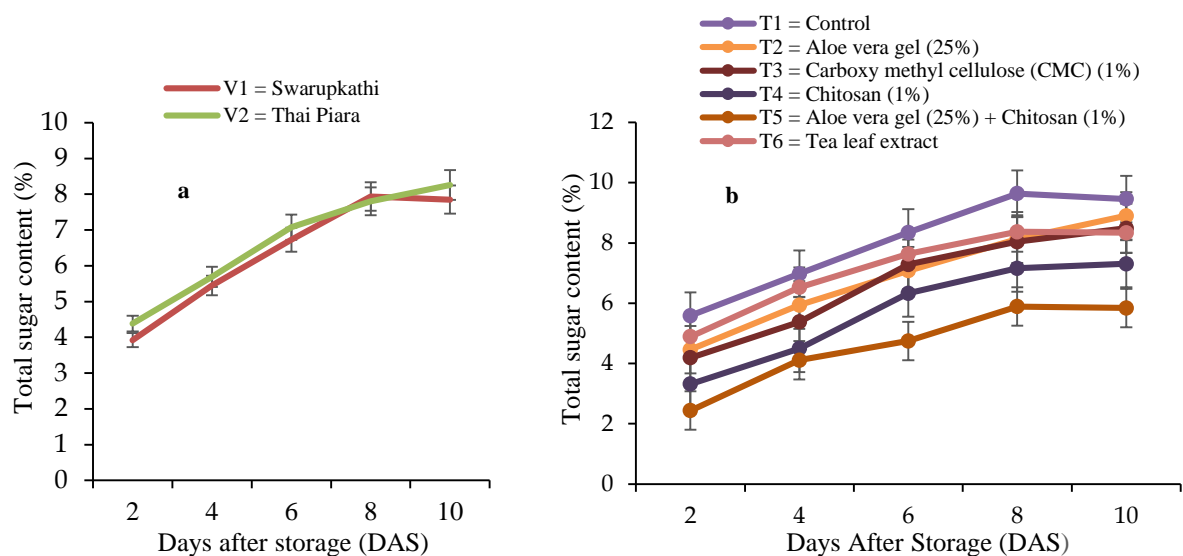 V1 = Swarupkathi
V2 = Thai Piara
10
9
8
7
6
5
4
3
2
1
0
Total sugar content (%)
a
2 4 6 8 10
Days after storage (DAS)
T1 = Control
T2 = Aloe vera gel (25%)
T3 = Carboxy methyl cellulose (CMC) (1%)
T4 = Chitosan (1%)
T5 = Aloe vera gel (25%) + Chitosan (1%)
T6 = Tea leaf extract
12
10
8
6
4
2
0
Total sugar content (%)
b
2 4 6 8 10
Days After Storage (DAS)